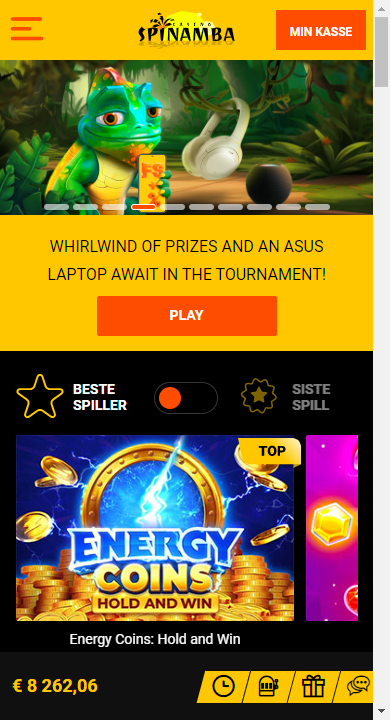 CASINO
SPINAMBA
MIN KASSE
FS
WHIRLWIND OF PRIZES AND AN ASUS
LAPTOP AWAIT IN THE TOURNAMENT!
PLAY
BESTE
SPILLER
SISTE
SPILL
TOP
ENERGY
COINS
HOLD AND WIN
Energy Coins: Hold and Win
€ 8 262,06